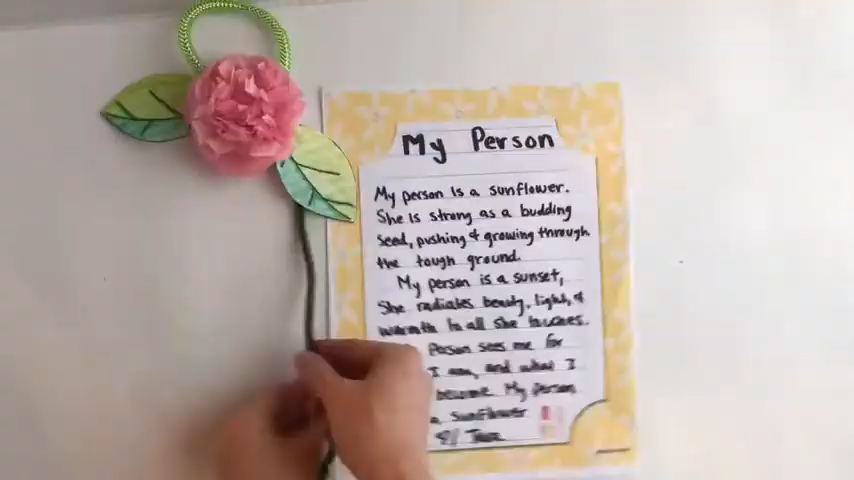 My Person
My person is a sunflower.
She is strong as a budding
seed, pushing & growing through
the tough ground.
My person is a sunset,
She radiates beauty, light, &
warmth to all she touches.
Person sees me for
I am, and what I
become. My person
a sunflower